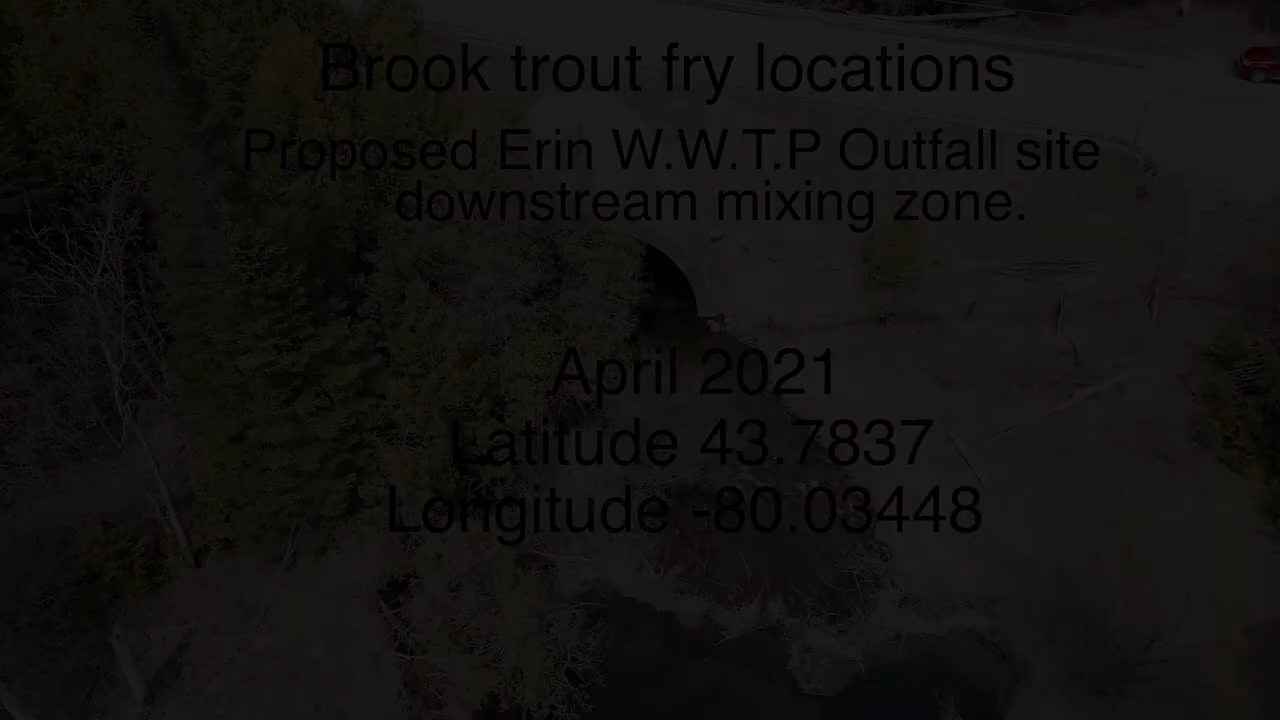 Brook trout fry locations
Proposed Erin W.W.T.P Outfall site
downstream mixing zone.
April 2021
Latitude 43.7837
Longitude -80.03448